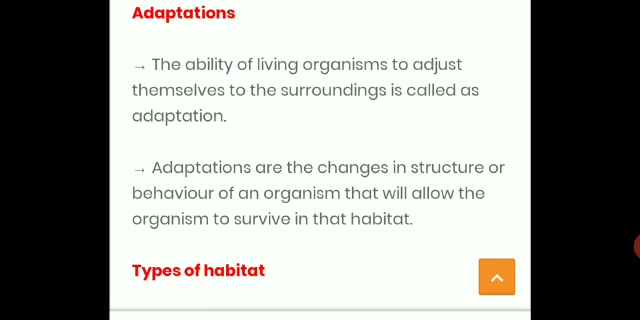 Adaptations
→ The ability of living organisms to adjust
themselves to the surroundings is called as
adaptation.
→ Adaptations are the changes in structure or
behaviour of an organism that will allow the
organism to survive in that habitat.
Types of habitat